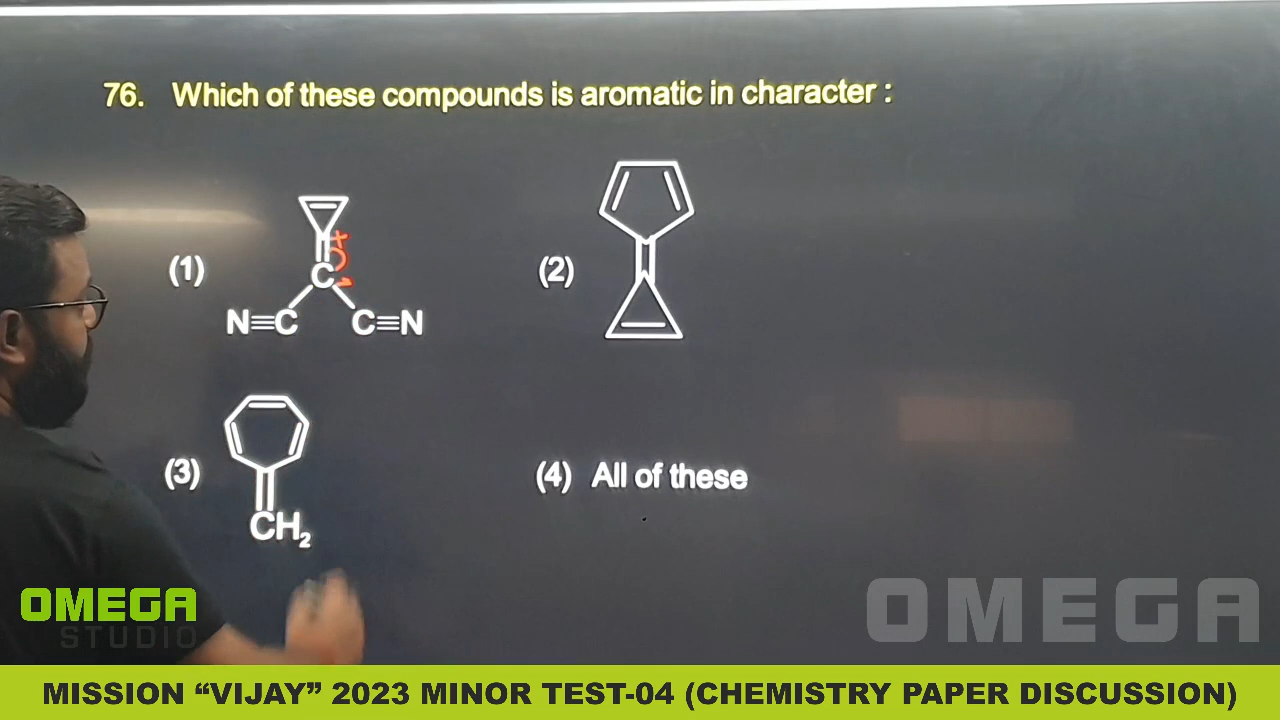 76. Which of these compounds is aromatic in character :
(1)
C
N≡C C≡N
(2)
(3)
CH₂
(4) All of these
OMEGA
STUDIO
OMEGA
MISSION “VIJAY” 2023 MINOR TEST-04 (CHEMISTRY PAPER DISCUSSION)